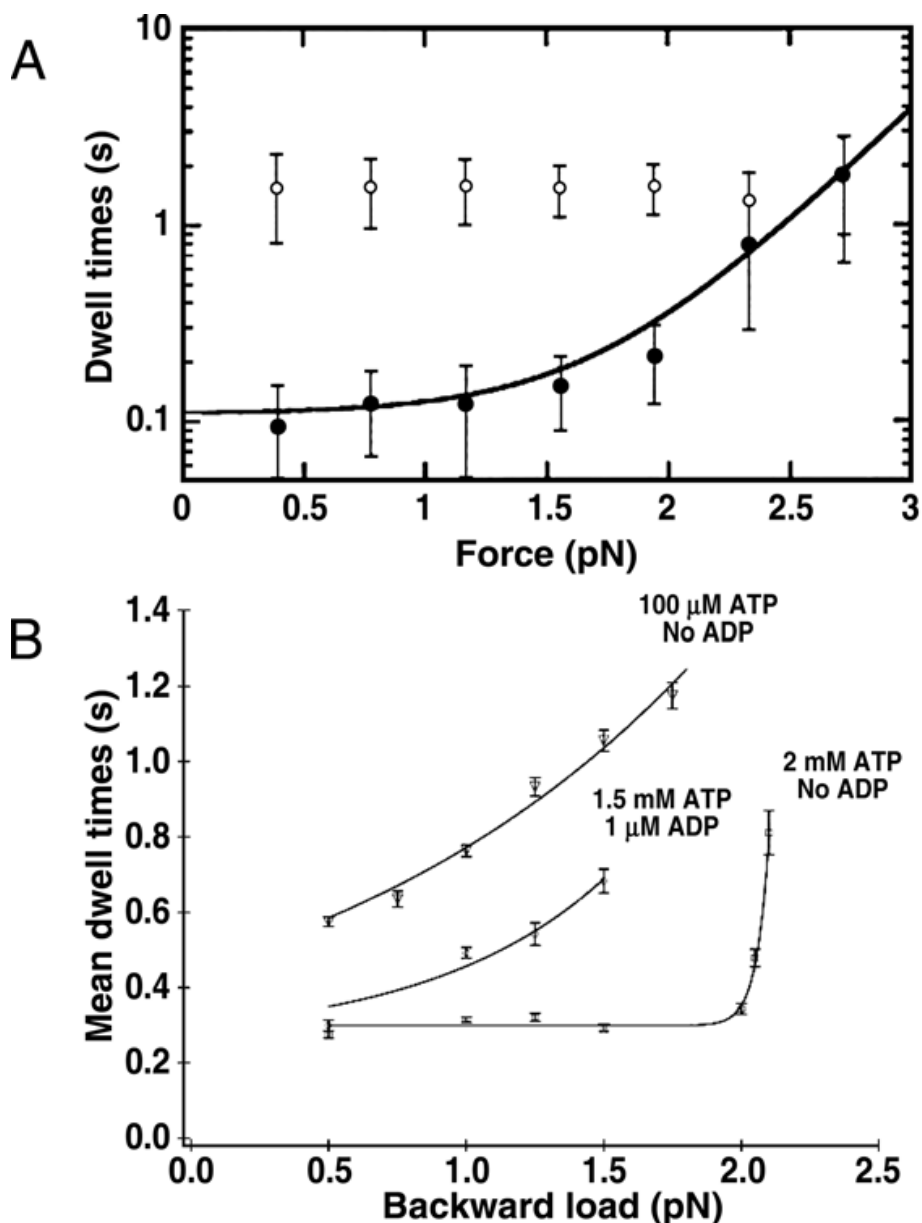 A
10
1
0.1
Dwell times (s)
0 0.5 1 1.5 2 2.5 3
Force (pN)
B
1.4
1.2
1.0
0.8
0.6
0.4
0.2
0.0
Mean dwell times (s)
100 µM ATP
No ADP
1.5 mM ATP
1 µM ADP
2 mM ATP
No ADP
0.0 0.5 1.0 1.5 2.0 2.5
Backward load (pN)